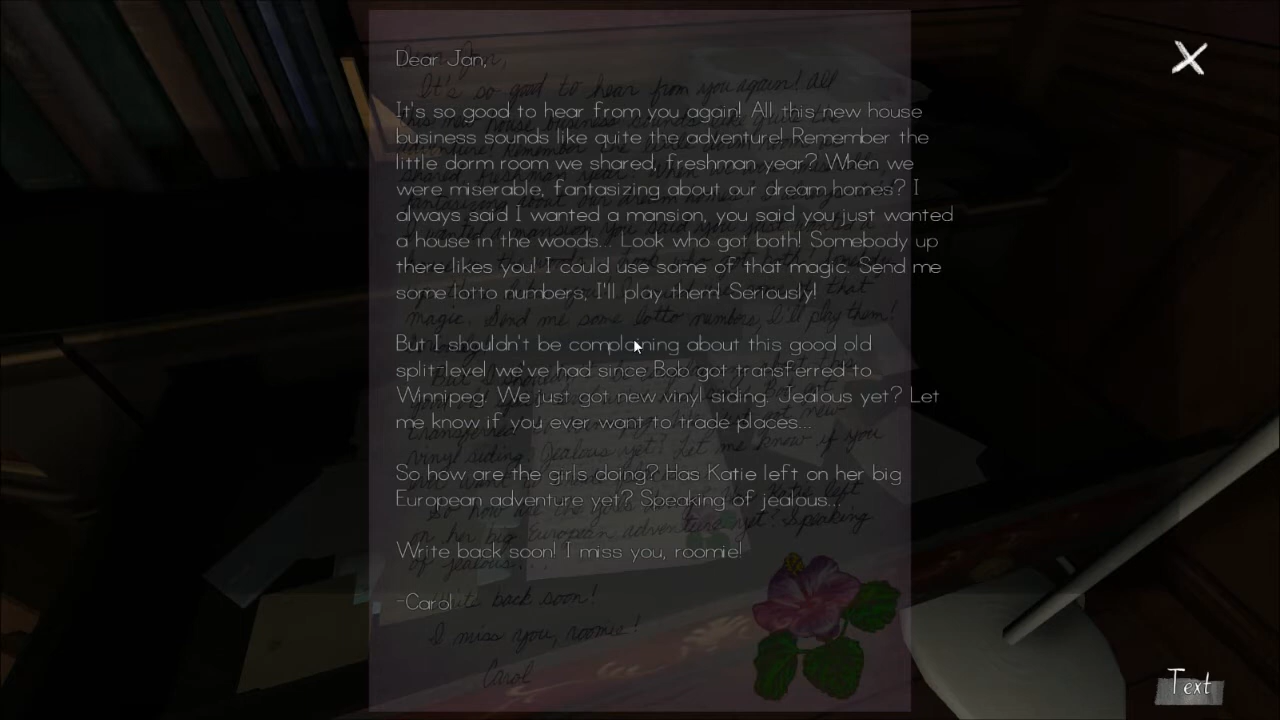 Dear Jan,
It's so good to hear from you again! All this new house
business sounds like quite the adventure! Remember the
little dorm room we shared, freshman year? When we
were miserable, fantasizing about our dream homes? I
always said I wanted a mansion, you said you just wanted
a house in the woods... Look who got both! Somebody up
there likes you! I could use some of that magic. Send me
some lotto numbers, I'll play them! Seriously!
But I shouldn't be complaining about this good old
split-level we've had since Bob got transferred to
Winnipeg. We just got new vinyl siding. Jealous yet? Let
me know if you ever want to trade places...
So how are the girls doing? Has Katie left on her big
European adventure yet? Speaking of jealous...
Write back soon! I miss you, roomie!
-Carol
back soon!
I miss you, roomie!
Carol
Text